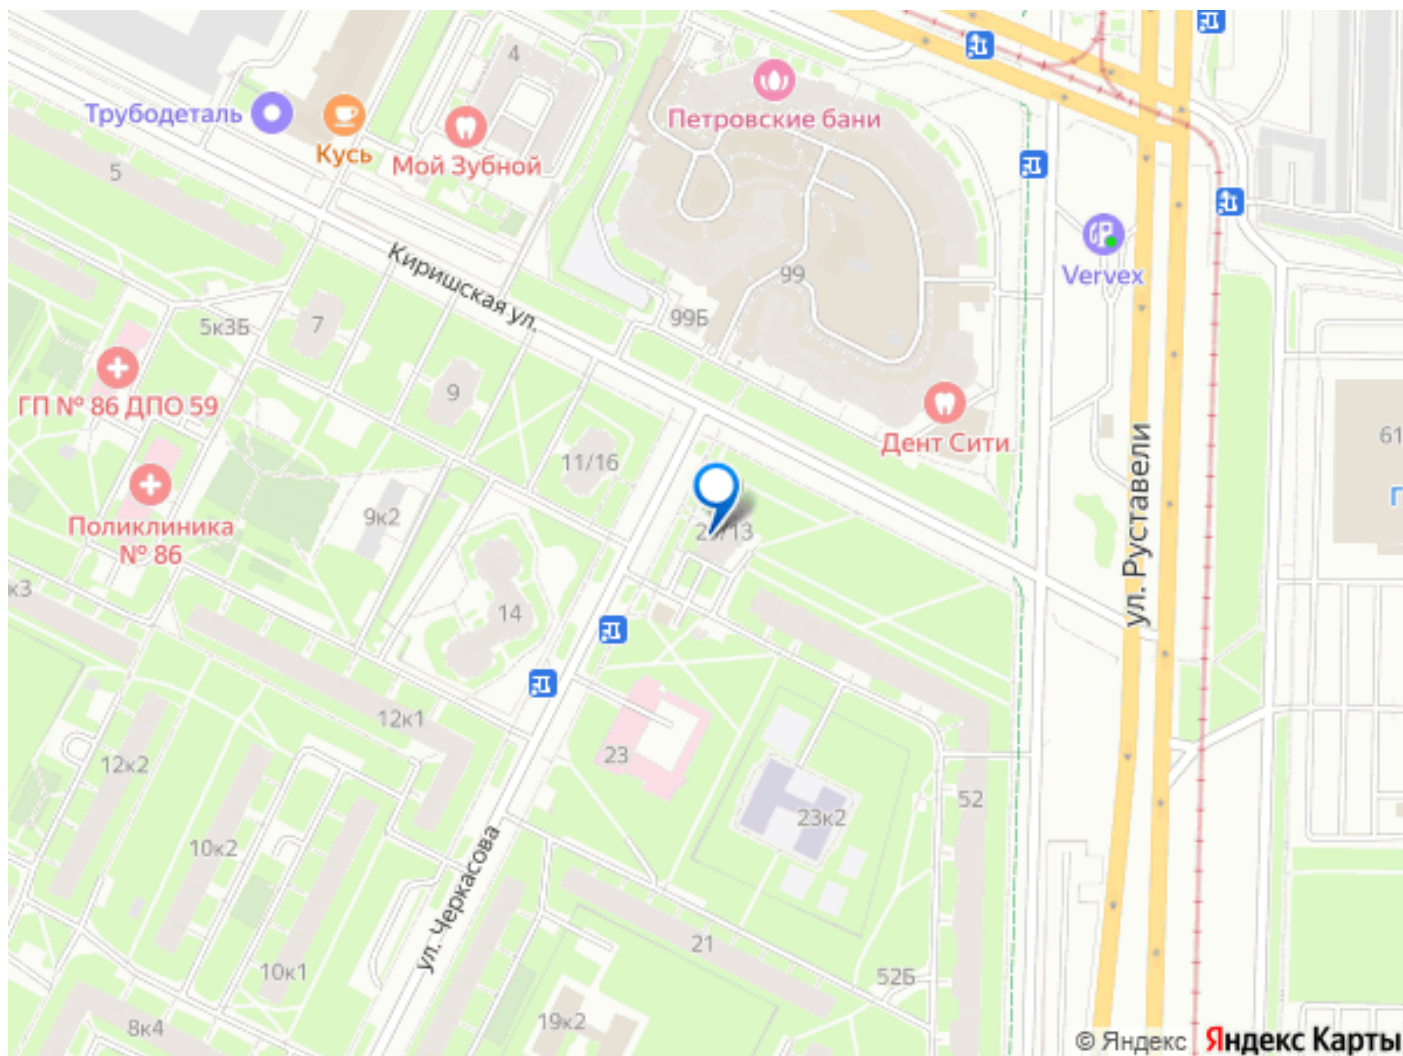 4
Трубодеталь
Кусь
Мой Зубной
Петровские бани
5
Киришская ул.
99
Vervex
5к3Б
7
99Б
9
ГП № 86 ДПО 59
Дент Сити
61
11/16
ул. Руставели
Поликлиника
№ 86
9к2
/13
к3
14
12к1
23
12к2
52
23к2
10к2
ул. Черкасова
21
52Б
10к1
19к2
8к4
© Яндекс
Яндекс Карты